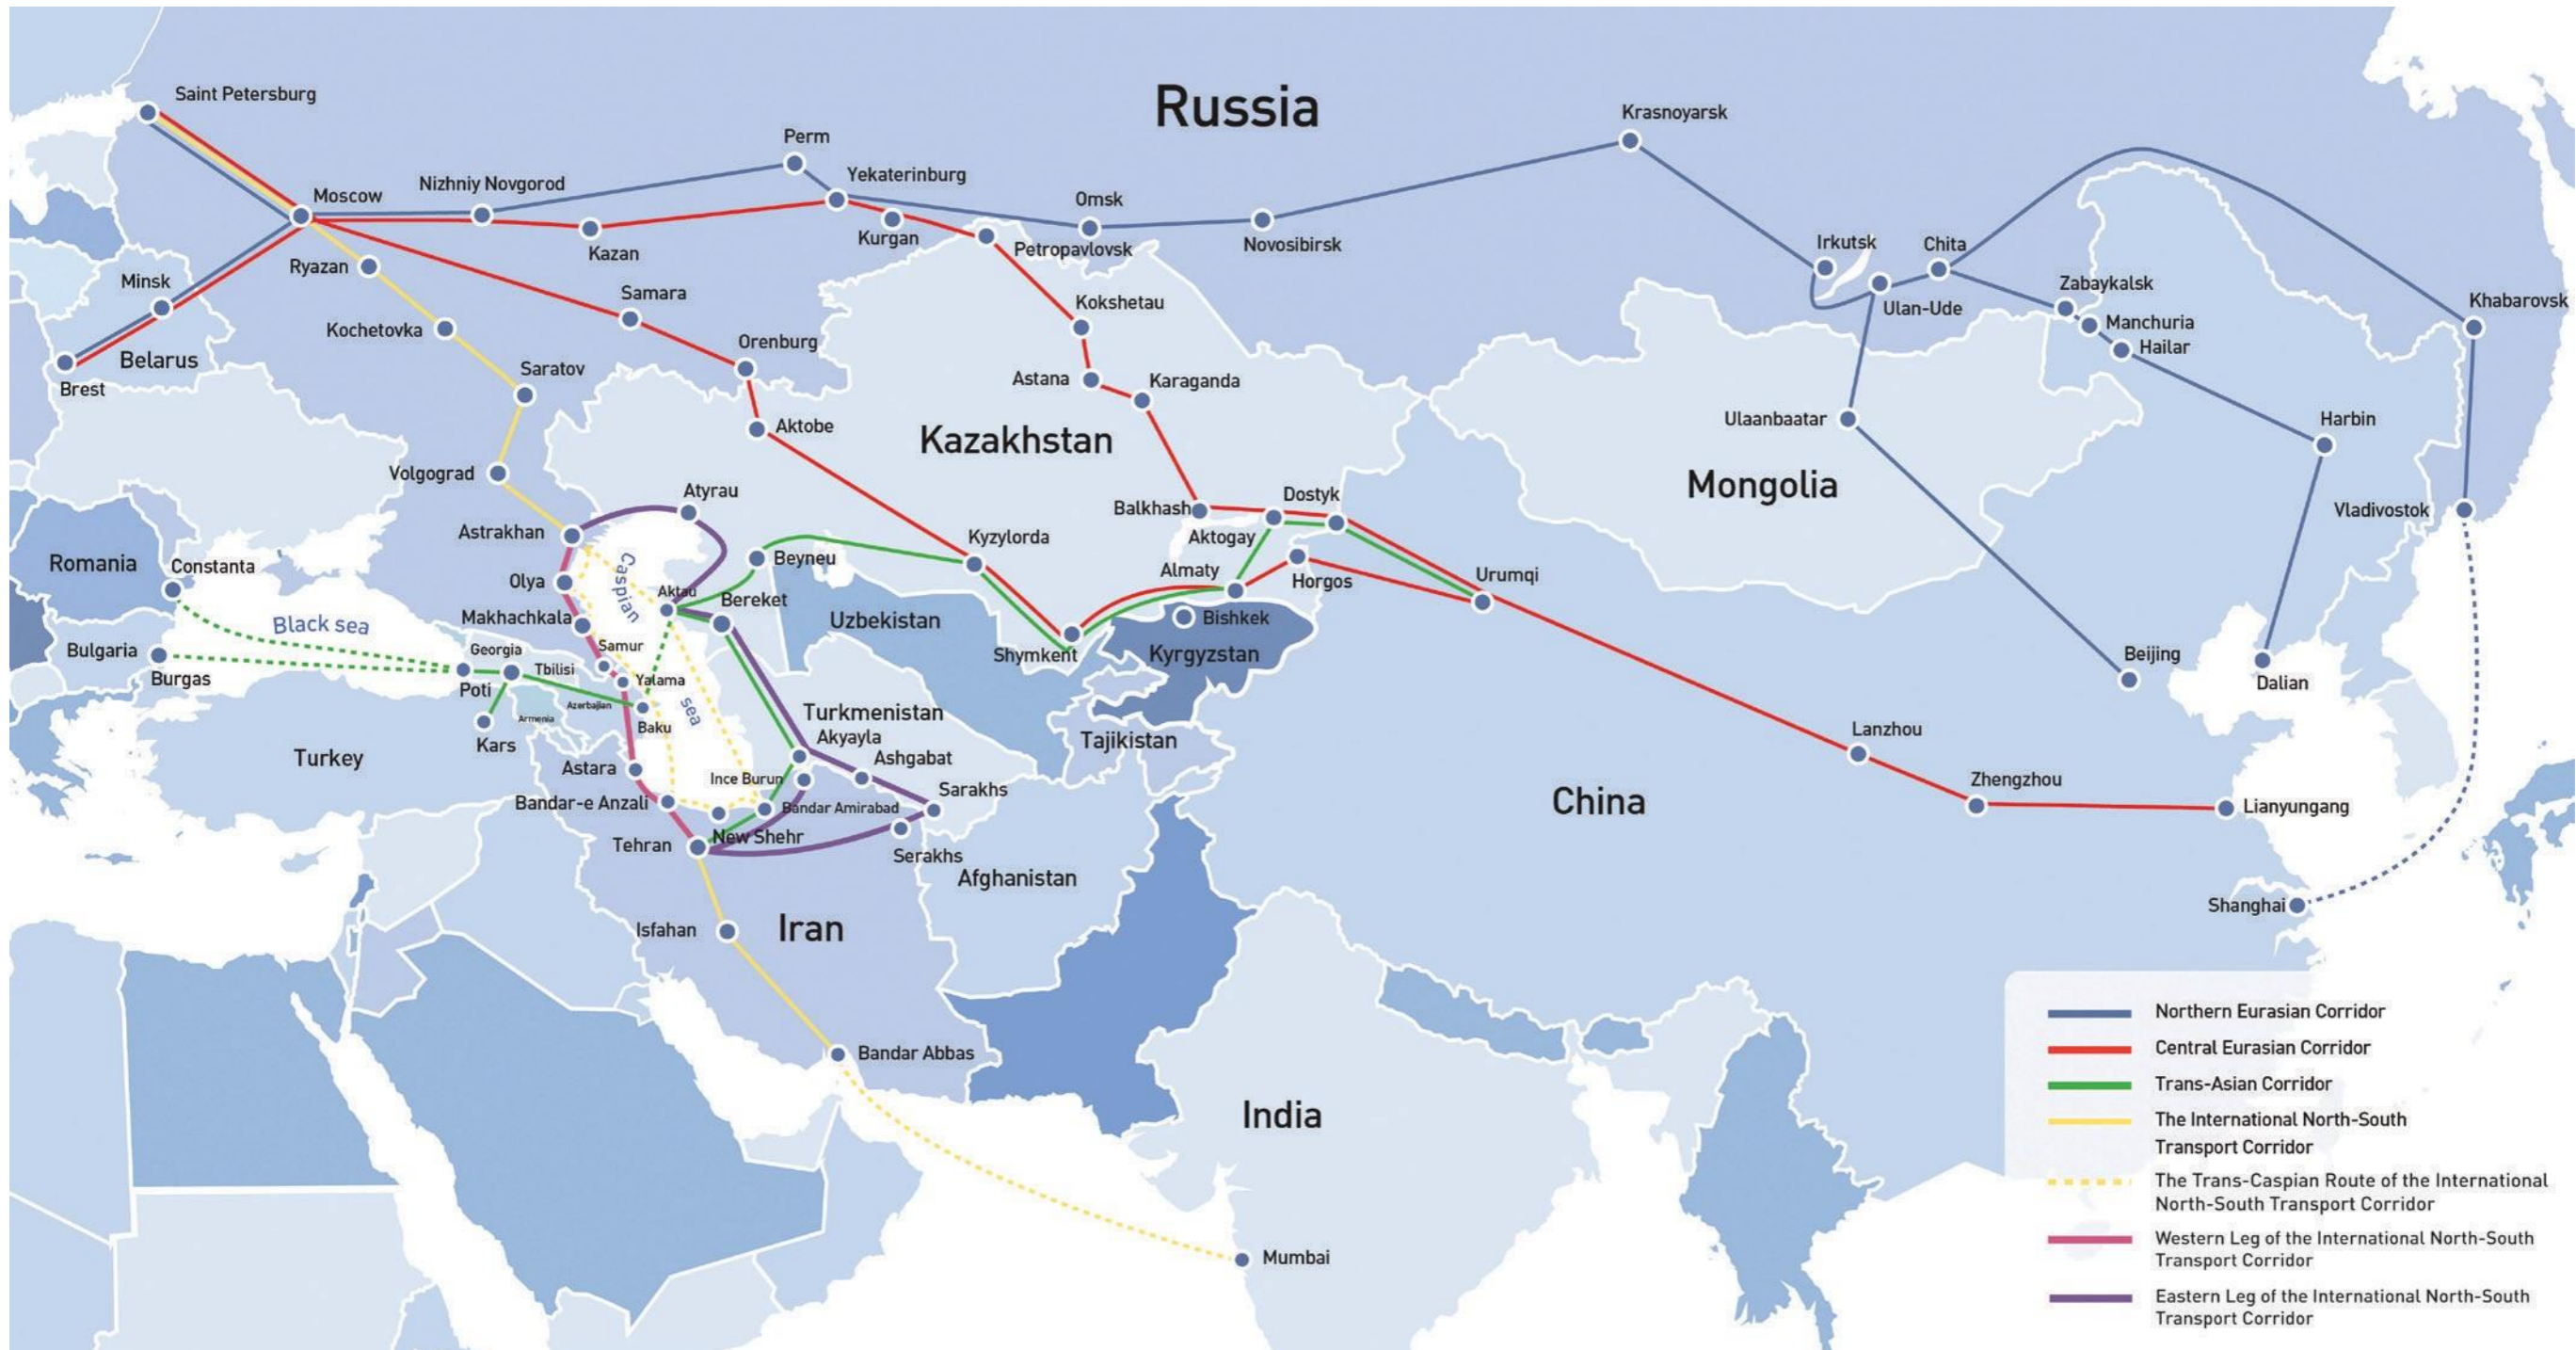 Russia
Saint Petersburg
Krasnoyarsk
Perm
Yekaterinburg
Nizhniy Novgorod
Moscow
Omsk
Kurgan
Kazan
Petropavlovsk
Novosibirsk
Irkutsk
Chita
Ryazan
Minsk
Samara
Zabaykalsk
Khabarovsk
Ulan-Ude
Kokshetau
Manchuria
Kochetovka
Orenburg
Hailar
Belarus
Brest
Saratov
Astana
Karaganda
Aktobe
Ulaanbaatar
Harbin
Kazakhstan
Volgograd
Mongolia
Atyrau
Dostyk
Balkhash
Vladivostok
Astrakhan
Kyzylorda
Aktogay
Romania
Constanta
Beyneu
Almaty
Horgos
Urumqi
Olya
Caspian
Aktau
Bereket
Makhachkala
Black sea
Uzbekistan
Bishkek
Bulgaria
Georgia
Samur
Shymkent
Kyrgyzstan
Beijing
Burgas
Poti
Tbilisi
Yalama
Dalian
Azerbaijan
sea
Armenia
Baku
Turkmenistan
Kars
Akyayla
Tajikistan
Lanzhou
Turkey
Astara
Ashgabat
Ince Burun
Zhengzhou
Sarakhs
Bandar-e Anzali
Bandar Amirabad
China
Lianyungang
Tehran
New Shehr
Serakhs
Afghanistan
Shanghai
Isfahan
Iran
Bandar Abbas
India
Mumbai
Northern Eurasian Corridor
Central Eurasian Corridor
Trans-Asian Corridor
The International North-South
Transport Corridor
The Trans-Caspian Route of the International
North-South Transport Corridor
Western Leg of the International North-South
Transport Corridor
Eastern Leg of the International North-South
Transport Corridor